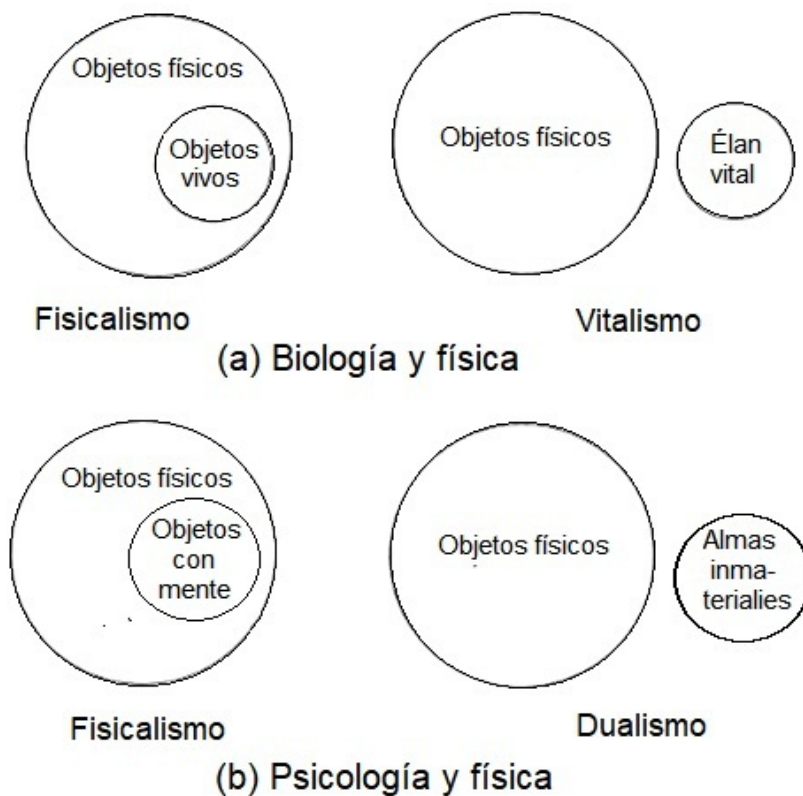 Objetos físicos
Objetos
vivos
Objetos físicos
Élan
vital
Fisicalismo
Vitalismo
(a) Biología y física
Objetos físicos
Objetos
con
mente
Objetos físicos
Almas
inma-
terialies
Fisicalismo
Dualismo
(b) Psicología y física